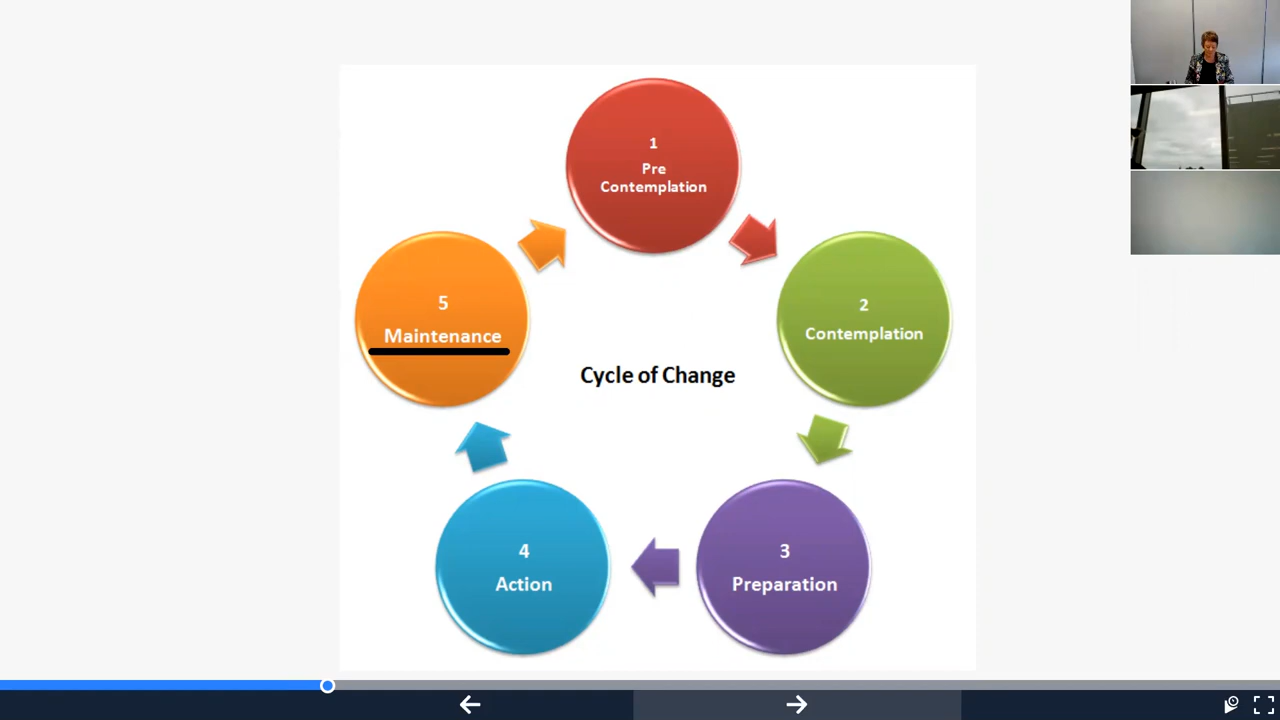 1
Pre
Contemplation
2
Contemplation
3
Preparation
4
Action
5
Maintenance
Cycle of Change